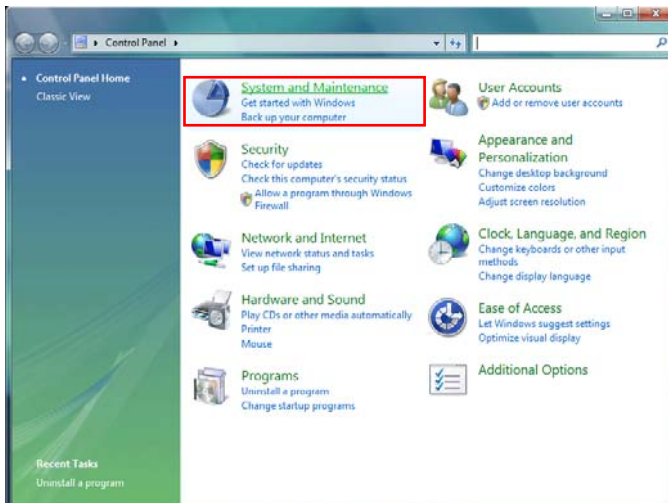 Control Panel
Control Panel Home
Classic View
System and Maintenance
Get started with Windows
Back up your computer
Security
Check for updates
Check this computer's security status
Allow a program through Windows
Firewall
Network and Internet
View network status and tasks
Set up file sharing
Hardware and Sound
Play CDs or other media automatically
Printer
Mouse
Programs
Uninstall a program
Change startup programs
User Accounts
Add or remove user accounts
Appearance and
Personalization
Change desktop background
Customize colors
Adjust screen resolution
Clock, Language, and Region
Change keyboards or other input
methods
Change display language
Ease of Access
Let Windows suggest settings
Optimize visual display
Additional Options
Recent Tasks
Uninstall a program